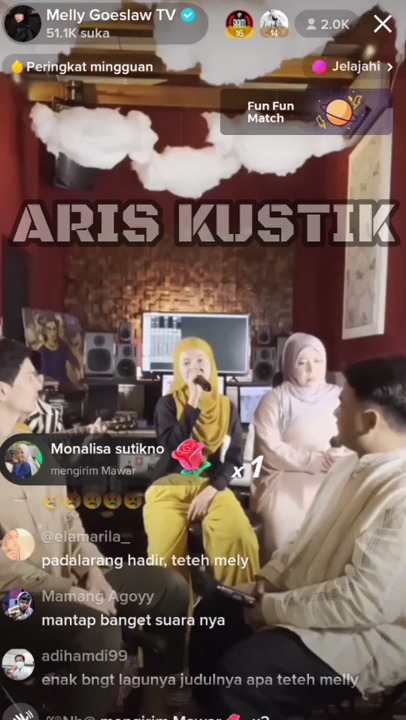 Melly Goeslaw TV
51.1K suka
16
14
2.0K
Peringkat mingguan
Jelajahi
Fun Fun
Match
ARIS KUSTIK
Monalisa sutikno
mengirim Mawar
x1
@elamarila_
padalarang hadir, teteh mely
Mamang Agoyy
mantap banget suara nya
adihamdi99
enak bngt lagunya judulnya apa teteh melly
mengirim Mawar